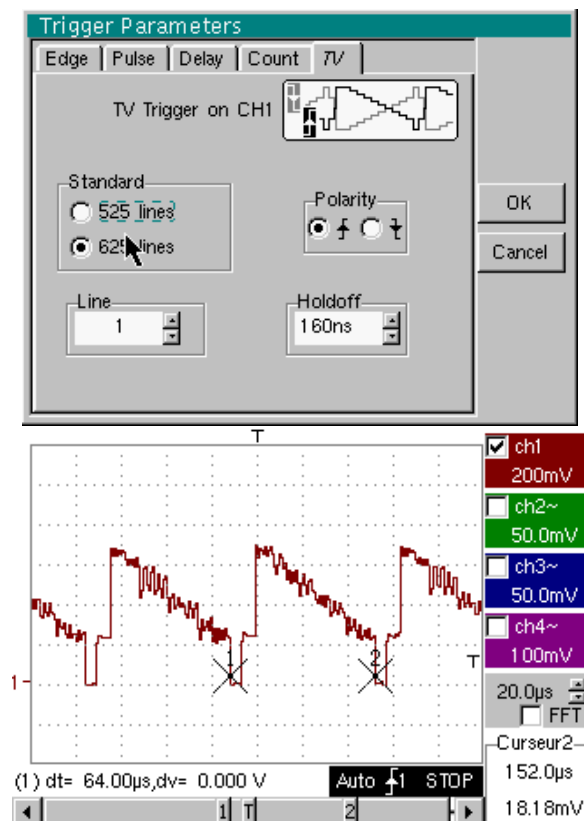 Trigger Parameters
Edge Pulse Delay Count TV
TV Trigger on CH1
Standard
525 lines
625 lines
Polarity
OK
Cancel
Line
1
Holdoff
160ns
T
ch1
200mV
ch2~
50.0mV
ch3~
50.0mV
ch4~
100mV
1
2
T
1-
20.0µs
FFT
Curseur2
152.0µs
18.18mV
(1) dt= 64.00µs,dv= 0.000 V
Auto 1 STOP
1 T 2